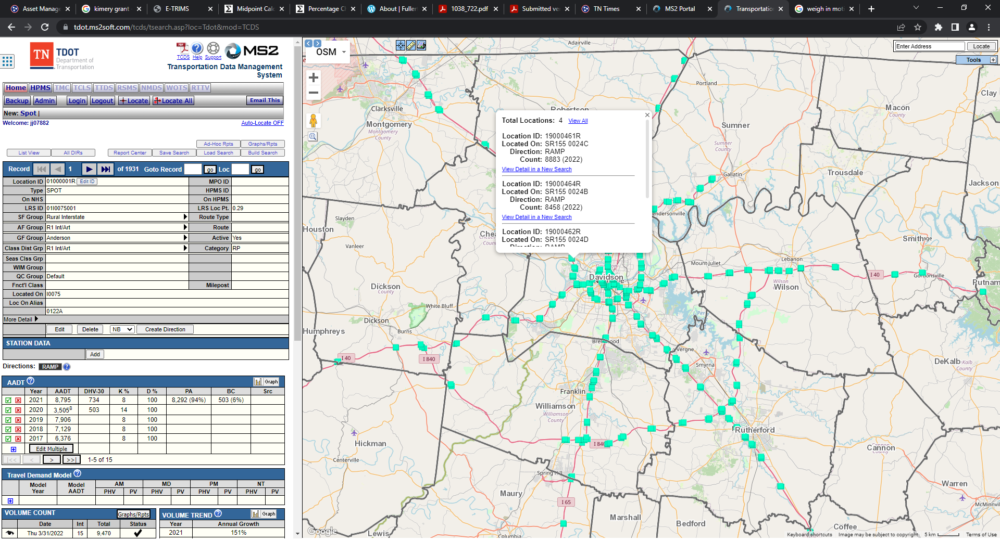 Asset Manage
kimery grant -
E-TRIMS
Midpoint Calc
Percentage Ch
About | Fuller
1038_722.pdf
Submitted ve
TN Times
MS2 Portal
Transportatio
weigh in moti
tdot.ms2soft.com/tcds/tsearch.asp?loc=Tdot&mod=TCDS
TN
TDOT
Department of
Transportation
TCDS Help Support
MS2
Transportation Data Management
System
Home HPMS TMC TCLS TTDS RSMS NMDS WOTS RTTV
Backup Admin Login Logout Locate Locate All Email This
New: Spot |
Welcome: jj07882 Auto-Locate OFF
Ad-Hoc Rpts Graphs/Rpts
List View All DIRs Report Center Save Search Load Search Build Search
Record 1 of 1931 Goto Record go Loc go
Location ID 01000001R Edit ID MPO ID
Type SPOT HPMS ID
On NHS On HPMS
LRS ID 01I0075001 LRS Loc Pt. 0.29
SF Group Rural Interstate Route Type
AF Group R1 Int/Art Route
GF Group Anderson Active Yes
Class Dist Grp R1 Int/Art Category RP
Seas Clss Grp
WIM Group
QC Group Default
Fnct'l Class Milepost
Located On I0075
Loc On Alias
0122A
More Detail
Edit Delete NB Create Direction
STATION DATA
Add
Directions: RAMP ?
AADT ? Graph
Year AADT DHV-30 K % D % PA BC Src
2021 8,795 734 8 100 8,292 (94%) 503 (6%)
2020 3,505⁸ 503 14 100
2019 7,906 8 100
2018 7,129 8 100
2017 6,376 8 100
Edit Multiple
|<< < > >>| 1-5 of 15
Travel Demand Model ?
Model Year Model AADT AM MD PM NT
PHV PV PHV PV PHV PV PHV PV
VOLUME COUNT Graphs/Rpts
Date Int Total Status
Thu 3/31/2022 15 9,470
VOLUME TREND ? Graph
Year Annual Growth
2021 151%
OSM
Enter Address Locate
Tools
Total Locations: 4 View All
Location ID: 19000461R
Located On: SR155 0024C
Direction: RAMP
Count: 8883 (2022)
View Detail in a New Search
Location ID: 19000464R
Located On: SR155 0024B
Direction: RAMP
Count: 8458 (2022)
View Detail in a New Search
Location ID: 19000462R
Located On: SR155 0024D
Direction: RAMP
Adairville
Portland
Clay
Clarksville
Robertson
Macon
County
Montgomery
Montgomery
County
Sumner
Sumner
County
Trousdale
Gallatin
Jackson
Slayden
Houston
endersonville
Vanleer
Smith
Lebanon
Mount Juliet
I 40
Gordonsville
Davidson
Putnam
Dickson
County
Wilson
Wilson
County
White Bluff
Dickson
Burns
Humphreys
Vergne
I 40
I 840
Smyrna
DeKalb
Franklin
Williamson
Williamson
County
Rutherford
Hickman
I 840
Cannon
County
Centerville
Spring Hill
Maury
Warren
I 65
McMinnvi
Marshall
Bedford
Coffee
Lewis
Columbia
County
Google
Keyboard shortcuts Image may be subject to copyright 5 km Terms of Use